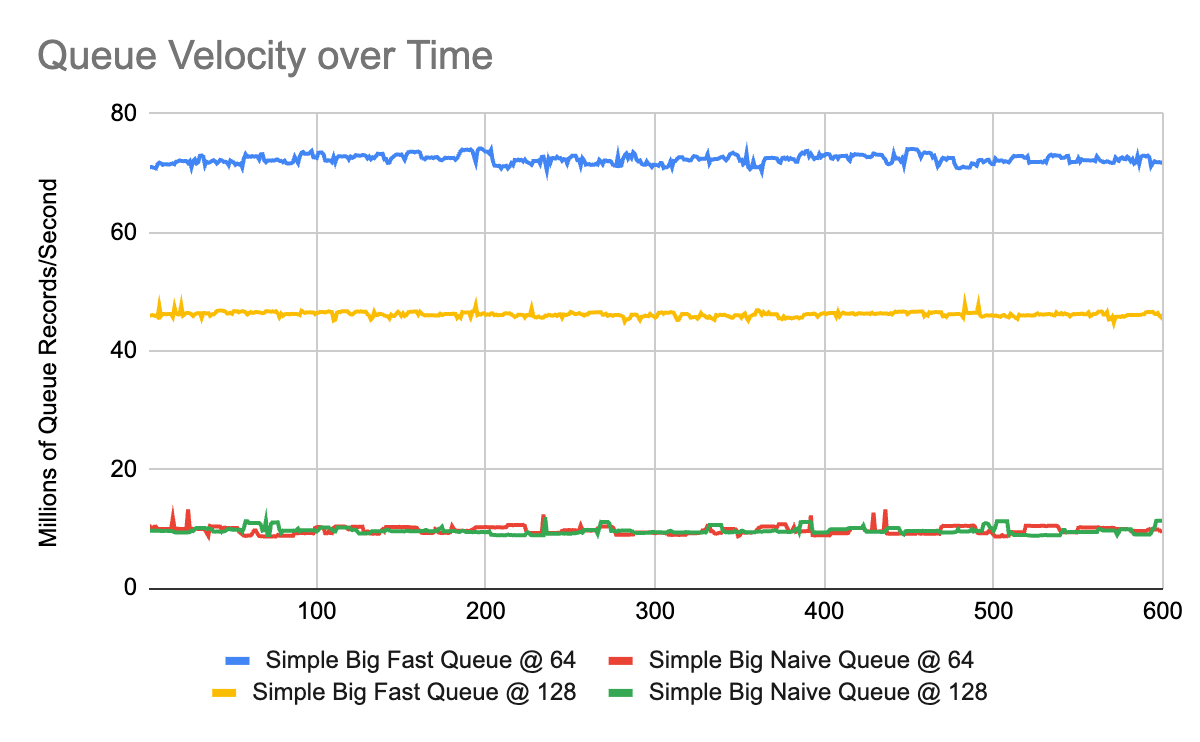 Queue Velocity over Time
Millions of Queue Records/Second
80
60
40
20
0
100 200 300 400 500 600
Simple Big Fast Queue @ 64 Simple Big Naive Queue @ 64
Simple Big Fast Queue @ 128 Simple Big Naive Queue @ 128